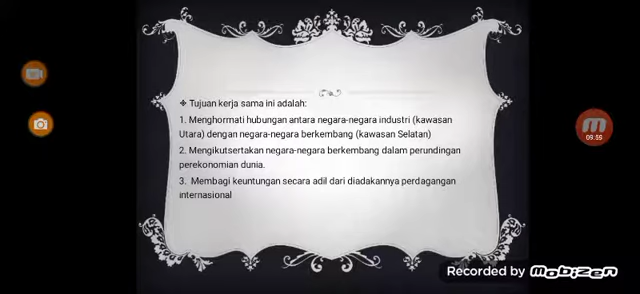 ❖ Tujuan kerja sama ini adalah:
1. Menghormati hubungan antara negara-negara industri (kawasan
Utara) dengan negara-negara berkembang (kawasan Selatan)
2. Mengikutsertakan negara-negara berkembang dalam perundingan
perekonomian dunia.
3. Membagi keuntungan secara adil dari diadakannya perdagangan
internasional
09:59
Recorded by mobizen